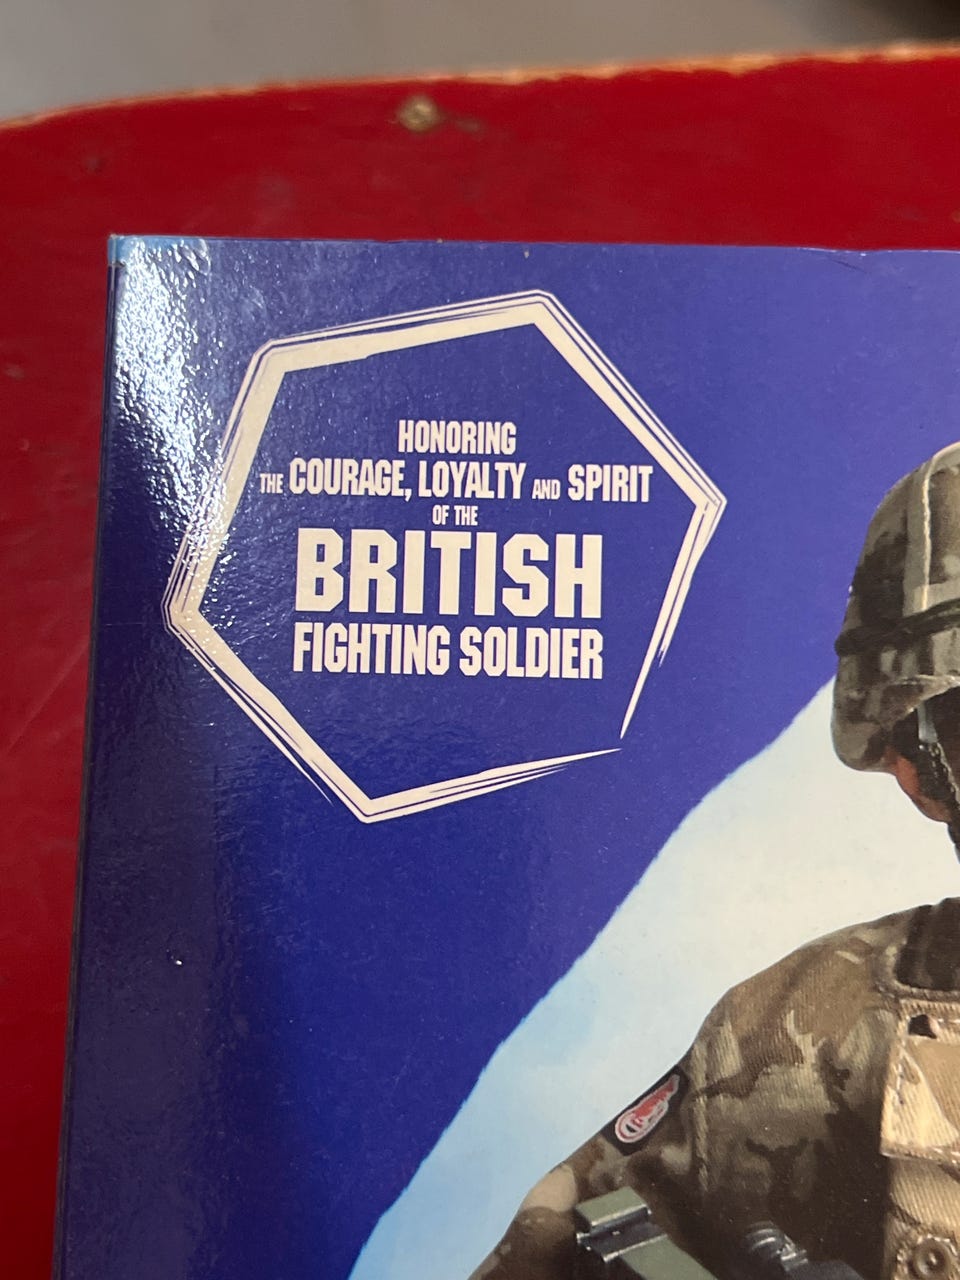 HONORING
THE COURAGE, LOYALTY AND SPIRIT
OF THE
BRITISH
FIGHTING SOLDIER